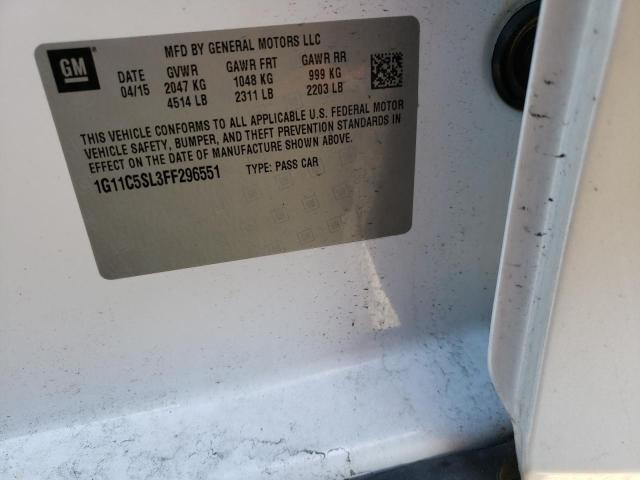 GM
MFD BY GENERAL MOTORS LLC
DATE GVWR GAWR FRT GAWR RR
04/15 2047 KG 1048 KG 999 KG
4514 LB 2311 LB 2203 LB
THIS VEHICLE CONFORMS TO ALL APPLICABLE U.S. FEDERAL MOTOR
VEHICLE SAFETY, BUMPER, AND THEFT PREVENTION STANDARDS IN
EFFECT ON THE DATE OF MANUFACTURE SHOWN ABOVE.
1G11C5SL3FF296551 TYPE: PASS CAR